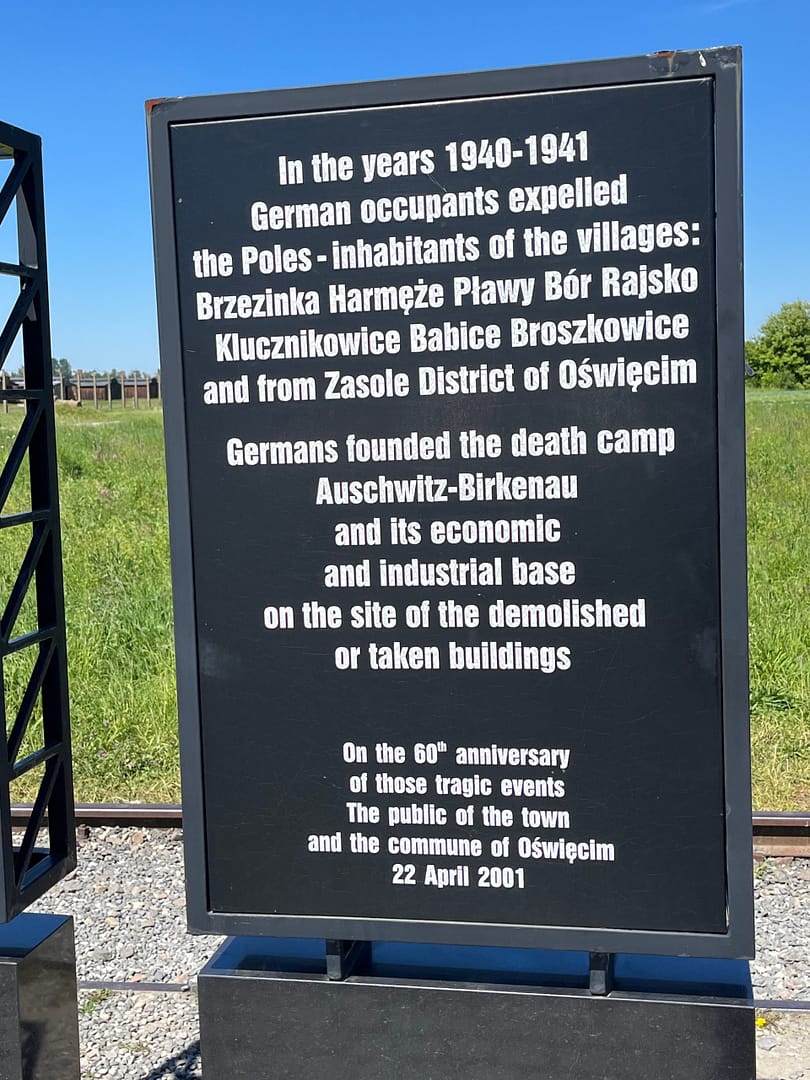 In the years 1940-1941
German occupants expelled
the Poles - inhabitants of the villages:
Brzezinka Harmęże Pławy Bór Rajsko
Klucznikowice Babice Broszkowice
and from Zasole District of Oświęcim
Germans founded the death camp
Auschwitz-Birkenau
and its economic
and industrial base
on the site of the demolished
or taken buildings
On the 60th anniversary
of those tragic events
The public of the town
and the commune of Oświęcim
22 April 2001